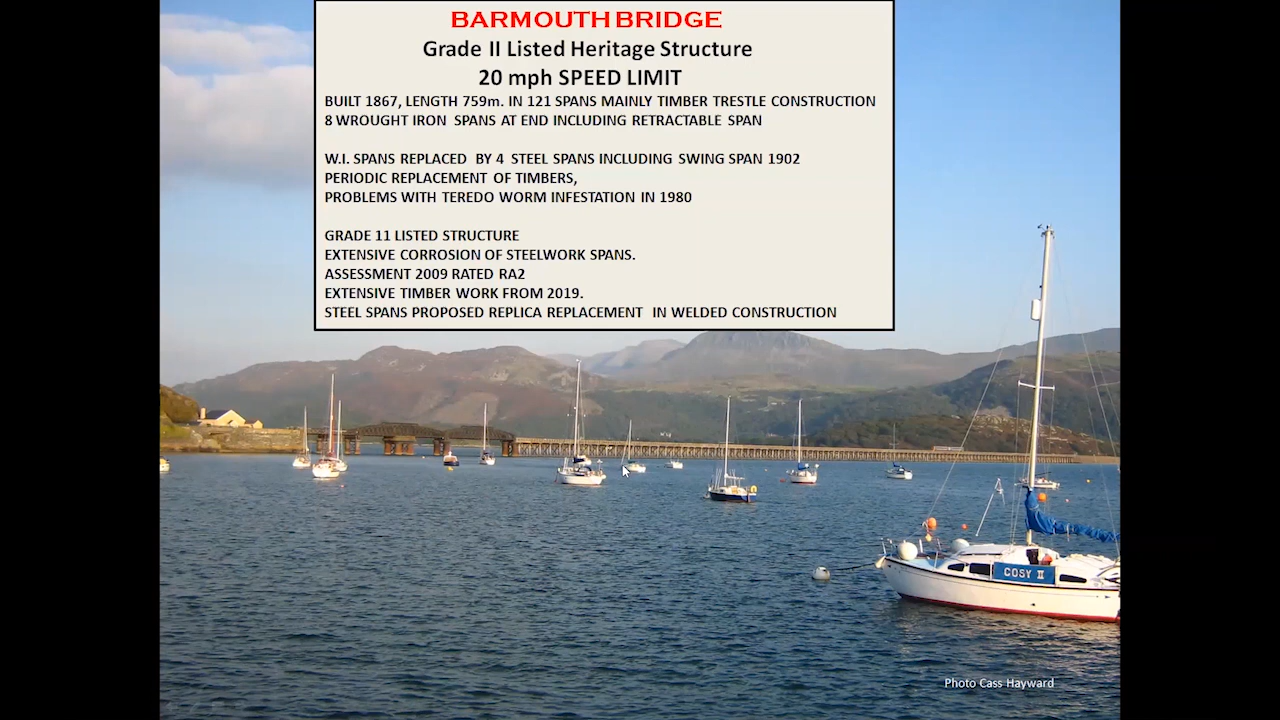 BARMOUTH BRIDGE
Grade II Listed Heritage Structure
20 mph SPEED LIMIT
BUILT 1867, LENGTH 759m. IN 121 SPANS MAINLY TIMBER TRESTLE CONSTRUCTION
8 WROUGHT IRON SPANS AT END INCLUDING RETRACTABLE SPAN
W.I. SPANS REPLACED BY 4 STEEL SPANS INCLUDING SWING SPAN 1902
PERIODIC REPLACEMENT OF TIMBERS,
PROBLEMS WITH TEREDO WORM INFESTATION IN 1980
GRADE 11 LISTED STRUCTURE
EXTENSIVE CORROSION OF STEELWORK SPANS.
ASSESSMENT 2009 RATED RA2
EXTENSIVE TIMBER WORK FROM 2019.
STEEL SPANS PROPOSED REPLICA REPLACEMENT IN WELDED CONSTRUCTION
COSY II
Photo Cass Hayward